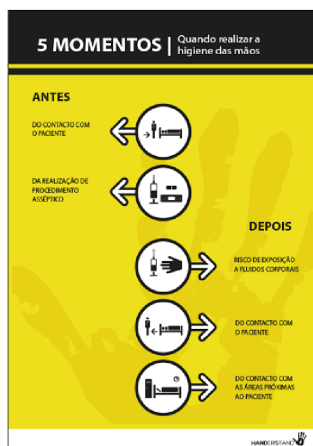 5 MOMENTOS | Quando realizar a
higiene das mãos
ANTES
DO CONTACTO COM
O PACIENTE
DA REALIZAÇÃO DE
PROCEDIMENTO
ASSÉPTICO
DEPOIS
RISCO DE EXPOSIÇÃO
A FLUIDOS CORPORAIS
DO CONTACTO COM
O PACIENTE
DO CONTACTO COM
AS ÁREAS PRÓXIMAS
AO PACIENTE
HANDERSTAND